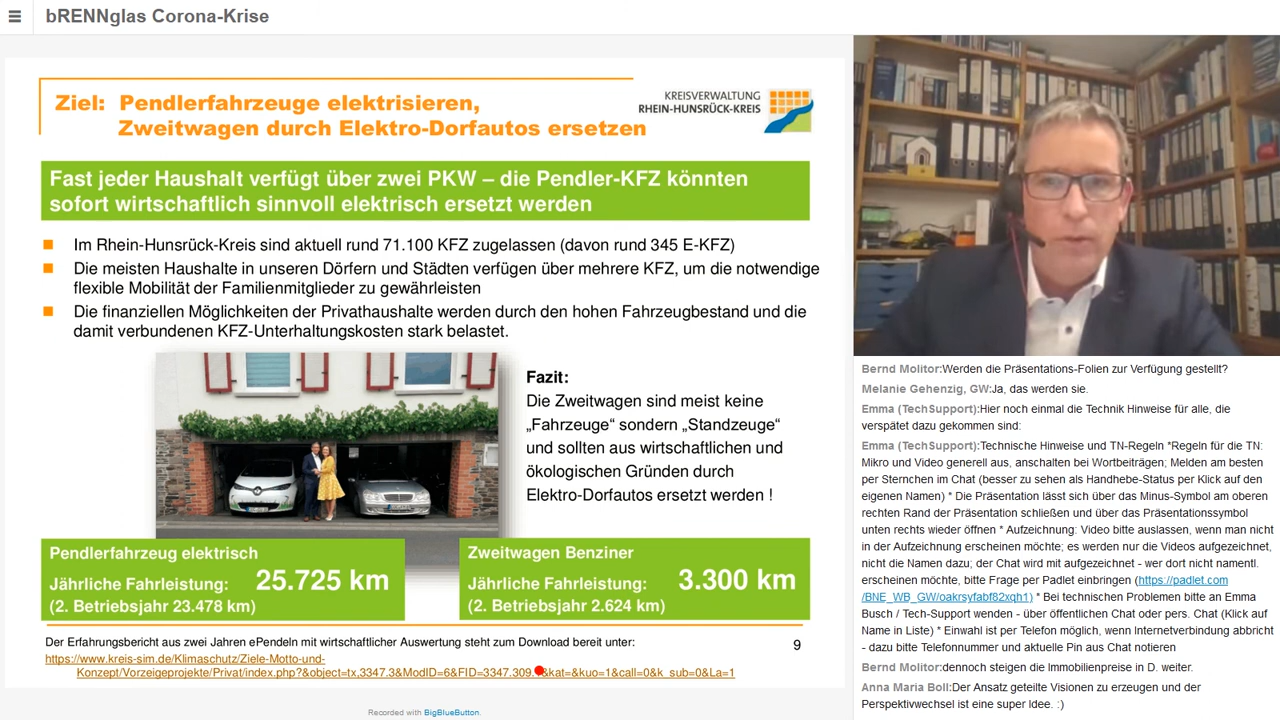 bRENNglas Corona-Krise
Ziel: Pendlerfahrzeuge elektrisieren,
Zweitwagen durch Elektro-Dorfautos ersetzen
KREISVERWALTUNG
RHEIN-HUNSRÜCK-KREIS
Fast jeder Haushalt verfügt über zwei PKW – die Pendler-KFZ könnten
sofort wirtschaftlich sinnvoll elektrisch ersetzt werden
Im Rhein-Hunsrück-Kreis sind aktuell rund 71.100 KFZ zugelassen (davon rund 345 E-KFZ)
Die meisten Haushalte in unseren Dörfern und Städten verfügen über mehrere KFZ, um die notwendige
flexible Mobilität der Familienmitglieder zu gewährleisten
Die finanziellen Möglichkeiten der Privathaushalte werden durch den hohen Fahrzeugbestand und die
damit verbundenen KFZ-Unterhaltungskosten stark belastet.
Fazit:
Die Zweitwagen sind meist keine
„Fahrzeuge“ sondern „Standzeuge“
und sollten aus wirtschaftlichen und
ökologischen Gründen durch
Elektro-Dorfautos ersetzt werden !
Pendlerfahrzeug elektrisch
Jährliche Fahrleistung: 25.725 km
(2. Betriebsjahr 23.478 km)
Zweitwagen Benziner
Jährliche Fahrleistung: 3.300 km
(2. Betriebsjahr 2.624 km)
Der Erfahrungsbericht aus zwei Jahren ePendeln mit wirtschaftlicher Auswertung steht zum Download bereit unter:
https://www.kreis-sim.de/Klimaschutz/Ziele-Motto-und-
Konzept/Vorzeigeprojekte/Privat/index.php?&object=tx,3347.3&ModID=6&FID=3347.309. &kat=&kuo=1&call=0&k_sub=0&La=1
9
Recorded with BigBlueButton.
Bernd Molitor:Werden die Präsentations-Folien zur Verfügung gestellt?
Melanie Gehenzig, GW:Ja, das werden sie.
Emma (TechSupport):Hier noch einmal die Technik Hinweise für alle, die
verspätet dazu gekommen sind:
Emma (TechSupport):Technische Hinweise und TN-Regeln *Regeln für die TN:
Mikro und Video generell aus, anschalten bei Wortbeiträgen; Melden am besten
per Sternchen im Chat (besser zu sehen als Handhebe-Status per Klick auf den
eigenen Namen) * Die Präsentation lässt sich über das Minus-Symbol am oberen
rechten Rand der Präsentation schließen und über das Präsentationssymbol
unten rechts wieder öffnen * Aufzeichnung: Video bitte auslassen, wenn man nicht
in der Aufzeichnung erscheinen möchte; es werden nur die Videos aufgezeichnet,
nicht die Namen dazu; der Chat wird mit aufgezeichnet - wer dort nicht namentl.
erscheinen möchte, bitte Frage per Padlet einbringen (https://padlet.com
/BNE_WB_GW/oakrsyfabf82xqh1) * Bei technischen Problemen bitte an Emma
Busch / Tech-Support wenden - über öffentlichen Chat oder pers. Chat (Klick auf
Name in Liste) * Einwahl ist per Telefon möglich, wenn Internetverbindung abbricht
- dazu bitte Telefonnummer und aktuelle Pin aus Chat notieren
Bernd Molitor:dennoch steigen die Immobilienpreise in D. weiter.
Anna Maria Boll:Der Ansatz geteilte Visionen zu erzeugen und der
Perspektivwechsel ist eine super Idee. :)